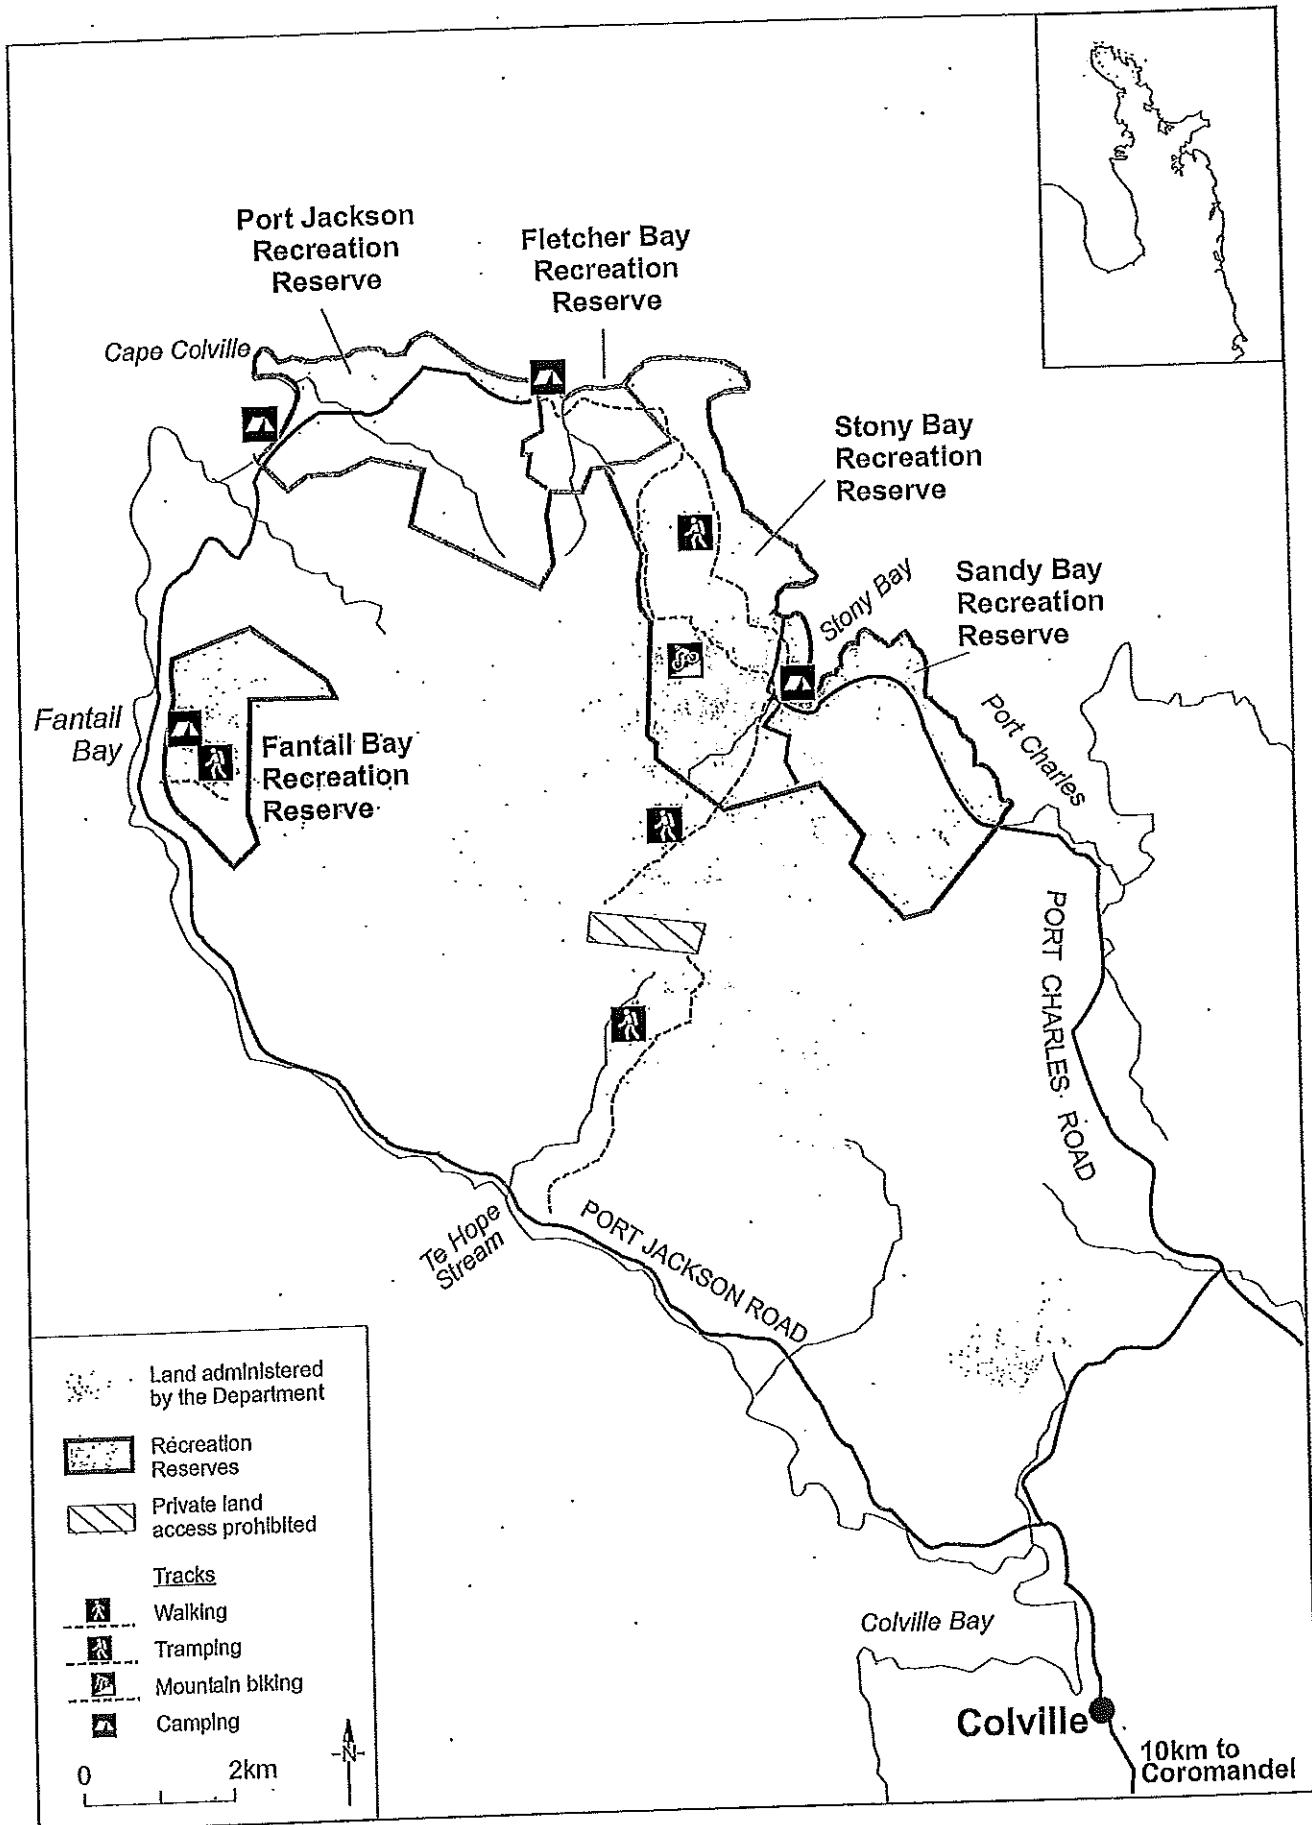 Port Jackson
Recreation
Reserve
Fletcher Bay
Recreation
Reserve
Cape Colville
Stony Bay
Recreation
Reserve
Stony Bay
Sandy Bay
Recreation
Reserve
Port Charles
Fantail
Bay
Fantail Bay
Recreation
Reserve
PORT CHARLES ROAD
Te Hope
Stream
PORT JACKSON ROAD
Land administered
by the Department
Recreation
Reserves
Private land
access prohibited
Tracks
Walking
Tramping
Mountain biking
Camping
0 2km
N
Colville Bay
Colville
10km to
Coromandel